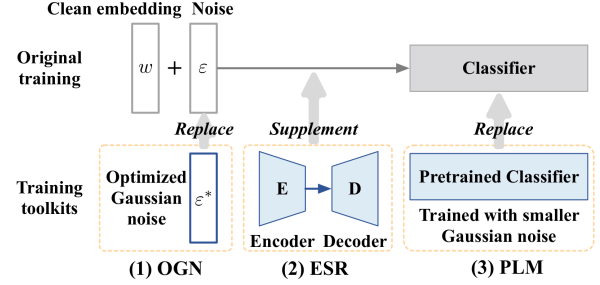 Clean embedding Noise
Original
training
w + ε
Classifier
Replace
Supplement
Replace
Training
toolkits
Optimized
Gaussian
noise
ε*
E
D
Encoder Decoder
Pretrained Classifier
Trained with smaller
Gaussian noise
(1) OGN
(2) ESR
(3) PLM